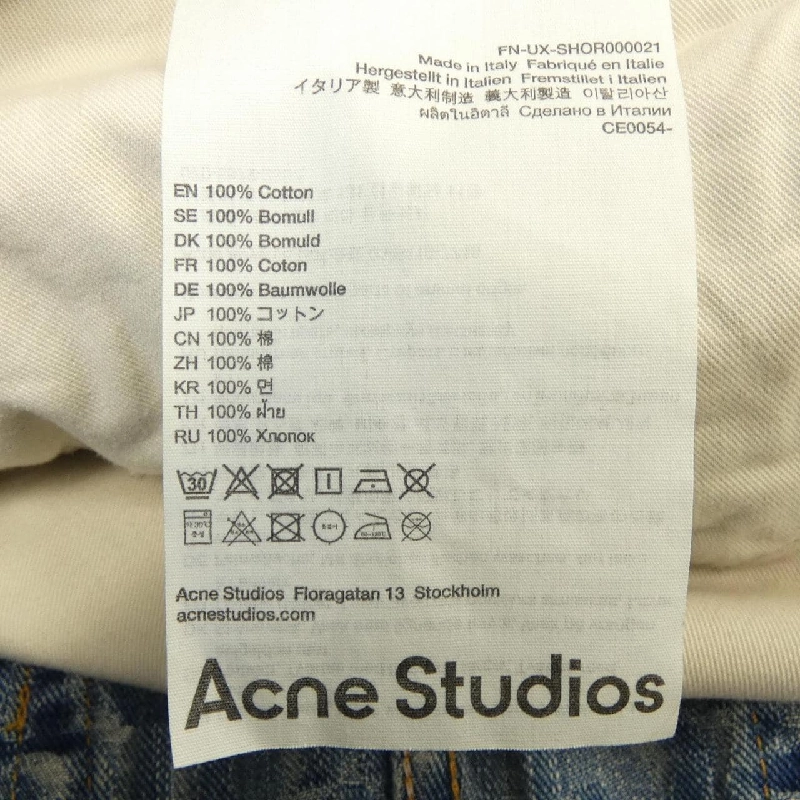 FN-UX-SHOR000021
Made in Italy Fabriqué en Italie
Hergestellt in Italien Fremstillet i Italien
イタリア製 意大利制造 義大利製造 이탈리아산
ผลิตในอิตาลี Сделано в Италии
CE0054-
EN 100% Cotton
SE 100% Bomull
DK 100% Bomuld
FR 100% Coton
DE 100% Baumwolle
JP 100% コットン
CN 100% 棉
ZH 100% 棉
KR 100% 면
TH 100% ฝ้าย
RU 100% Хлопок
30
Acne Studios Floragatan 13 Stockholm
acnestudios.com
Acne Studios